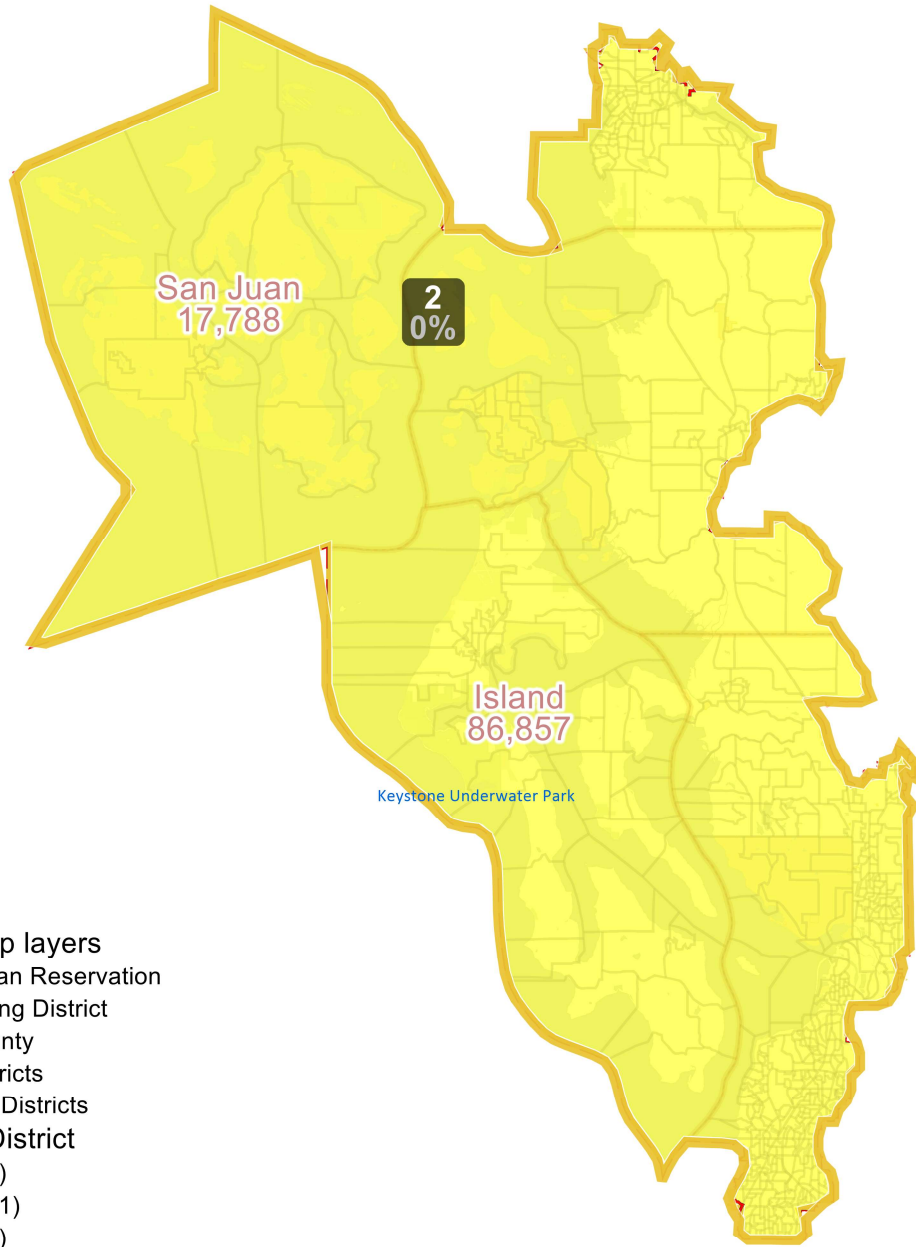 San Juan
17,788
2
0%
Island
86,857
Keystone Underwater Park
p layers
an Reservation
ng District
nty
ricts
Districts
District
)
1)
)